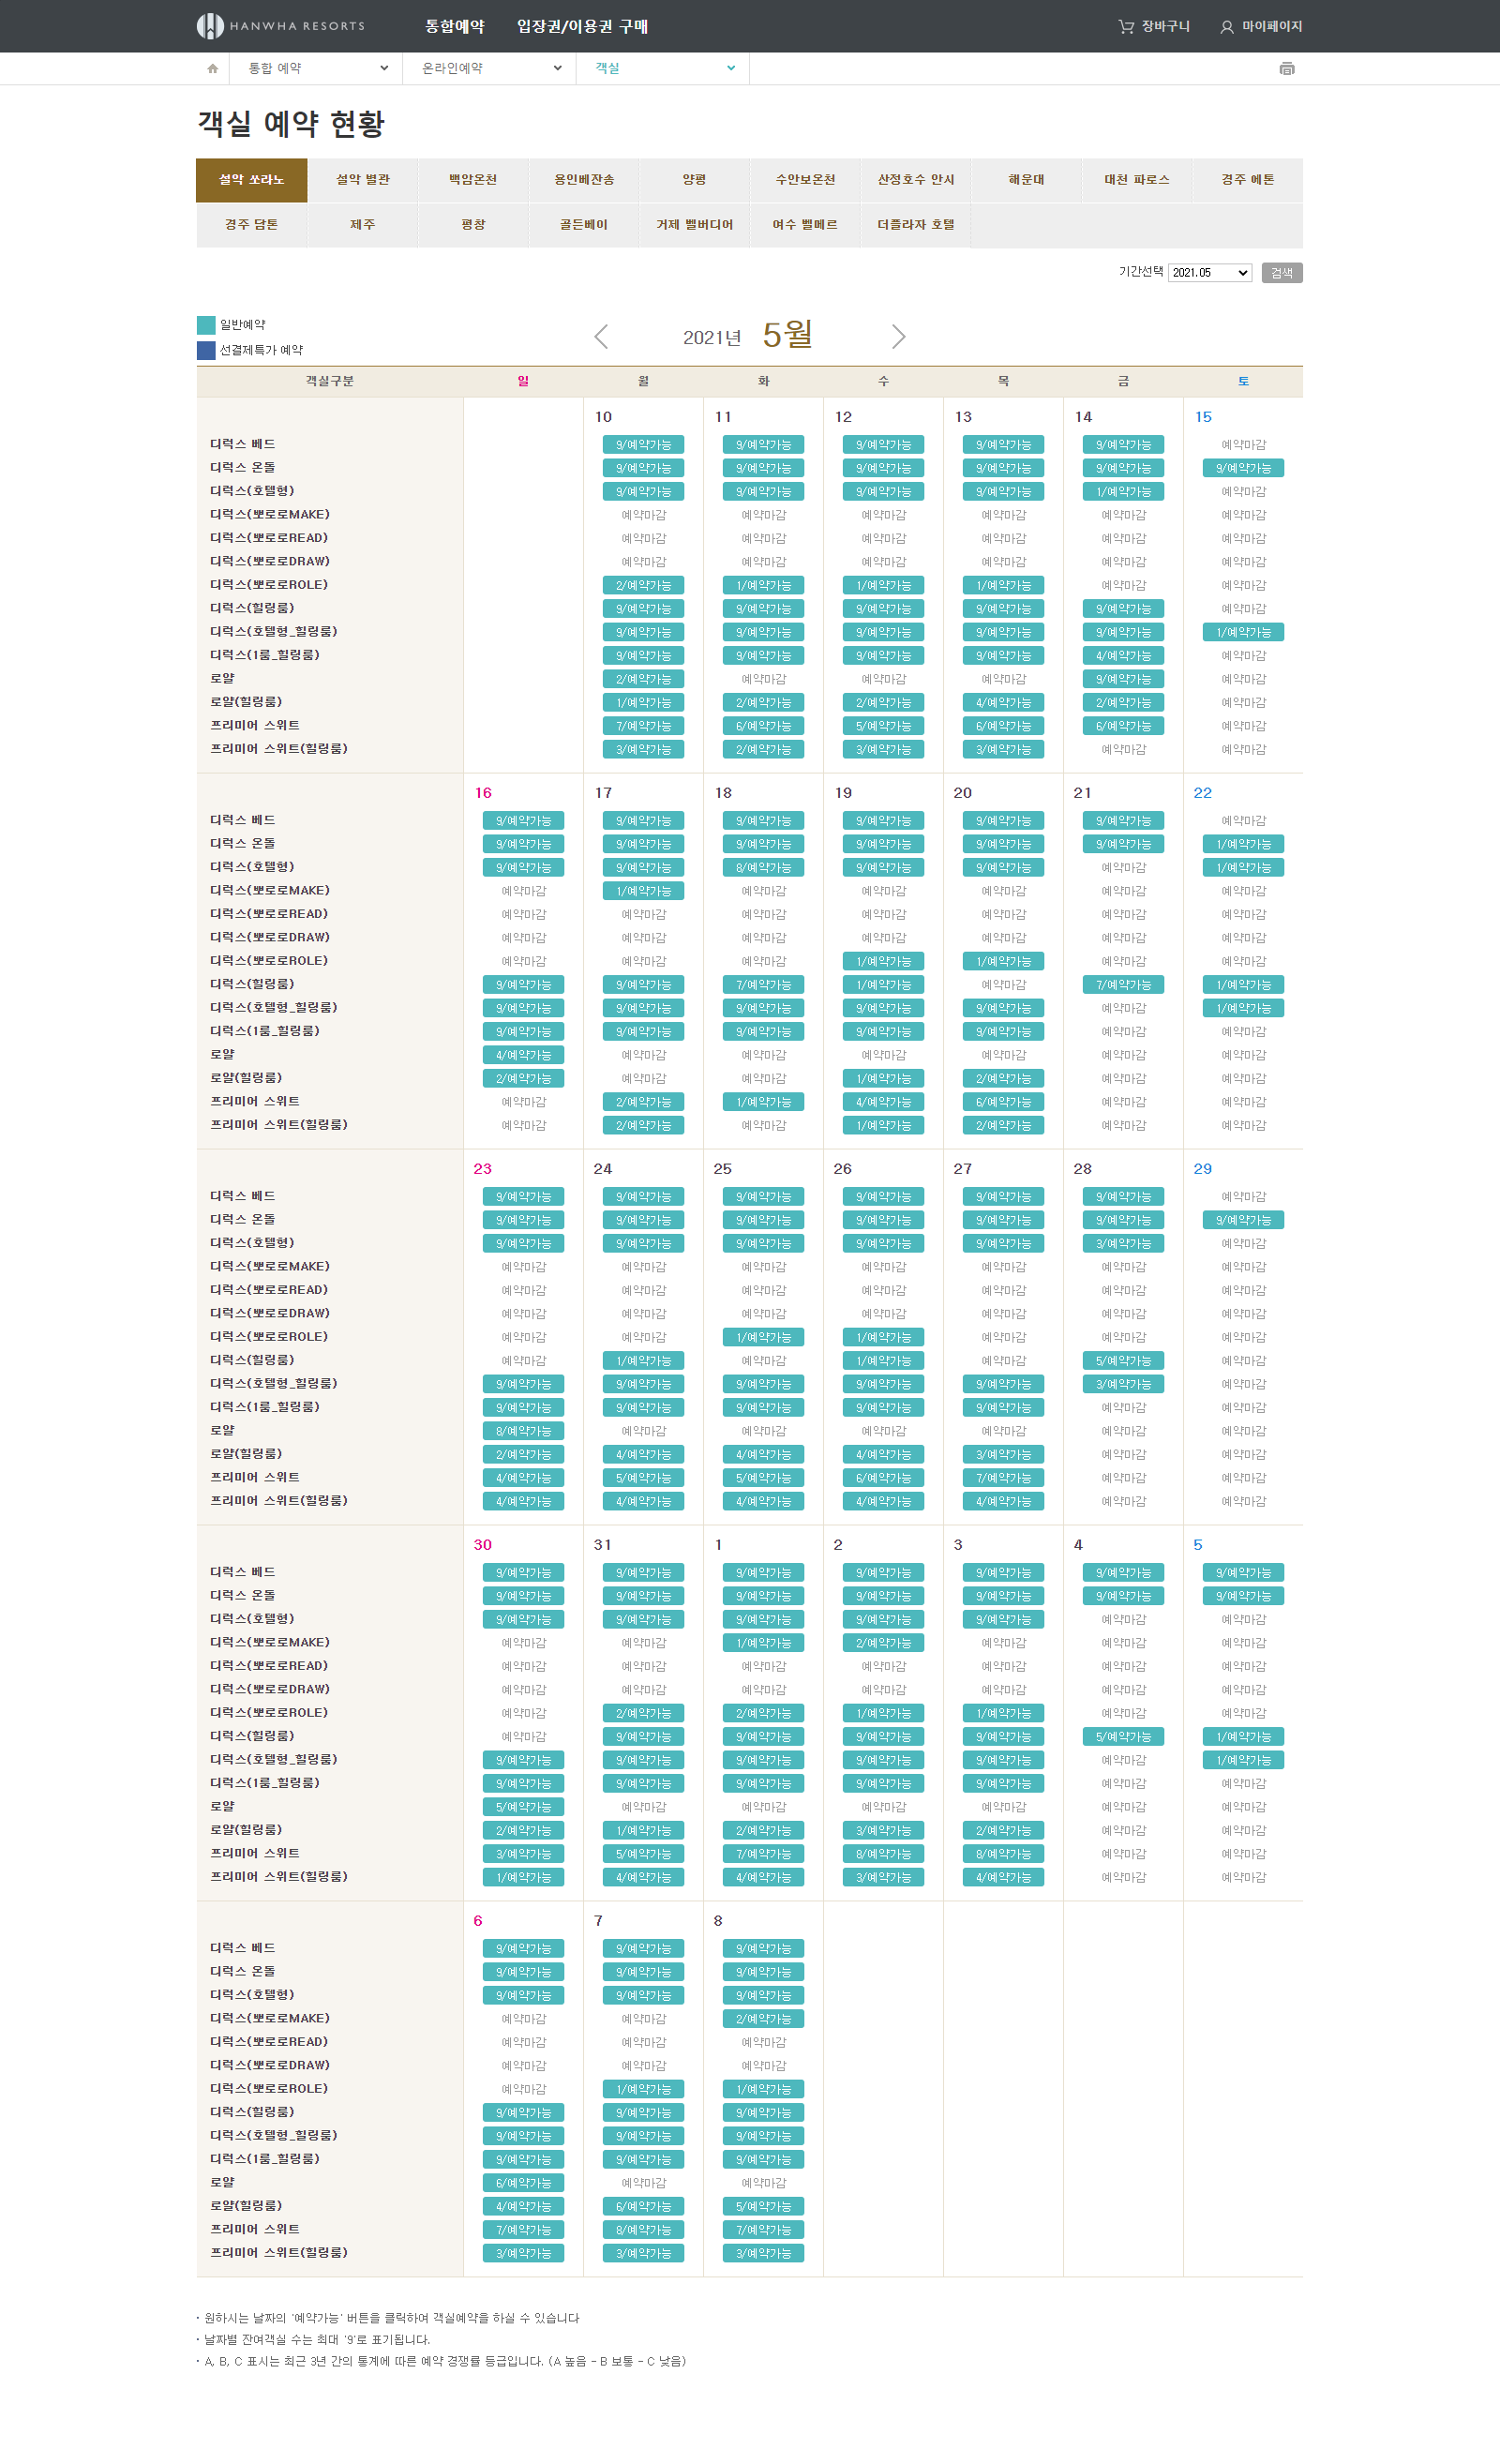 HANWHA RESORTS 통합예약 입장권/이용권 구매 장바구니 마이페이지
통합 예약 온라인예약 객실
객실 예약 현황
설악 쏘라노 설악 별관 백암온천 용인베잔송 양평 수안보온천 산정호수 안시 해운대 대천 파로스 경주 에톤
경주 담톤 제주 평창 골든베이 거제 벨버디어 여수 벨메르 더플라자 호텔
기간선택 2021.05 검색
일반예약
선결제특가 예약
2021년 5월
객실구분 일 월 화 수 목 금 토
10 11 12 13 14 15
디럭스 베드 9/예약가능 9/예약가능 9/예약가능 9/예약가능 9/예약가능 예약마감
디럭스 온돌 9/예약가능 9/예약가능 9/예약가능 9/예약가능 9/예약가능 9/예약가능
디럭스(호텔형) 9/예약가능 9/예약가능 9/예약가능 9/예약가능 1/예약가능 예약마감
디럭스(뽀로로MAKE) 예약마감 예약마감 예약마감 예약마감 예약마감 예약마감
디럭스(뽀로로READ) 예약마감 예약마감 예약마감 예약마감 예약마감 예약마감
디럭스(뽀로로DRAW) 예약마감 예약마감 예약마감 예약마감 예약마감 예약마감
디럭스(뽀로로ROLE) 2/예약가능 1/예약가능 1/예약가능 1/예약가능 예약마감 예약마감
디럭스(힐링룸) 9/예약가능 9/예약가능 9/예약가능 9/예약가능 9/예약가능 예약마감
디럭스(호텔형_힐링룸) 9/예약가능 9/예약가능 9/예약가능 9/예약가능 9/예약가능 1/예약가능
디럭스(1룸_힐링룸) 9/예약가능 9/예약가능 9/예약가능 9/예약가능 4/예약가능 예약마감
로얄 2/예약가능 예약마감 예약마감 예약마감 9/예약가능 예약마감
로얄(힐링룸) 1/예약가능 2/예약가능 2/예약가능 4/예약가능 2/예약가능 예약마감
프리미어 스위트 7/예약가능 6/예약가능 5/예약가능 6/예약가능 6/예약가능 예약마감
프리미어 스위트(힐링룸) 3/예약가능 2/예약가능 3/예약가능 3/예약가능 예약마감 예약마감
16 17 18 19 20 21 22
디럭스 베드 9/예약가능 9/예약가능 9/예약가능 9/예약가능 9/예약가능 9/예약가능 예약마감
디럭스 온돌 9/예약가능 9/예약가능 9/예약가능 9/예약가능 9/예약가능 9/예약가능 1/예약가능
디럭스(호텔형) 9/예약가능 9/예약가능 8/예약가능 9/예약가능 9/예약가능 예약마감 1/예약가능
디럭스(뽀로로MAKE) 예약마감 1/예약가능 예약마감 예약마감 예약마감 예약마감 예약마감
디럭스(뽀로로READ) 예약마감 예약마감 예약마감 예약마감 예약마감 예약마감 예약마감
디럭스(뽀로로DRAW) 예약마감 예약마감 예약마감 예약마감 예약마감 예약마감 예약마감
디럭스(뽀로로ROLE) 예약마감 예약마감 예약마감 1/예약가능 1/예약가능 예약마감 예약마감
디럭스(힐링룸) 9/예약가능 9/예약가능 7/예약가능 1/예약가능 예약마감 7/예약가능 1/예약가능
디럭스(호텔형_힐링룸) 9/예약가능 9/예약가능 9/예약가능 9/예약가능 9/예약가능 예약마감 1/예약가능
디럭스(1룸_힐링룸) 9/예약가능 9/예약가능 9/예약가능 9/예약가능 9/예약가능 예약마감 예약마감
로얄 4/예약가능 예약마감 예약마감 예약마감 예약마감 예약마감 예약마감
로얄(힐링룸) 2/예약가능 예약마감 예약마감 1/예약가능 2/예약가능 예약마감 예약마감
프리미어 스위트 예약마감 2/예약가능 1/예약가능 4/예약가능 6/예약가능 예약마감 예약마감
프리미어 스위트(힐링룸) 예약마감 2/예약가능 예약마감 1/예약가능 2/예약가능 예약마감 예약마감
23 24 25 26 27 28 29
디럭스 베드 9/예약가능 9/예약가능 9/예약가능 9/예약가능 9/예약가능 9/예약가능 예약마감
디럭스 온돌 9/예약가능 9/예약가능 9/예약가능 9/예약가능 9/예약가능 9/예약가능 9/예약가능
디럭스(호텔형) 9/예약가능 9/예약가능 9/예약가능 9/예약가능 9/예약가능 3/예약가능 예약마감
디럭스(뽀로로MAKE) 예약마감 예약마감 예약마감 예약마감 예약마감 예약마감 예약마감
디럭스(뽀로로READ) 예약마감 예약마감 예약마감 예약마감 예약마감 예약마감 예약마감
디럭스(뽀로로DRAW) 예약마감 예약마감 예약마감 예약마감 예약마감 예약마감 예약마감
디럭스(뽀로로ROLE) 예약마감 예약마감 1/예약가능 1/예약가능 예약마감 예약마감 예약마감
디럭스(힐링룸) 예약마감 1/예약가능 예약마감 1/예약가능 예약마감 5/예약가능 예약마감
디럭스(호텔형_힐링룸) 9/예약가능 9/예약가능 9/예약가능 9/예약가능 9/예약가능 3/예약가능 예약마감
디럭스(1룸_힐링룸) 9/예약가능 9/예약가능 9/예약가능 9/예약가능 9/예약가능 예약마감 예약마감
로얄 8/예약가능 예약마감 예약마감 예약마감 예약마감 예약마감 예약마감
로얄(힐링룸) 2/예약가능 4/예약가능 4/예약가능 4/예약가능 3/예약가능 예약마감 예약마감
프리미어 스위트 4/예약가능 5/예약가능 5/예약가능 6/예약가능 7/예약가능 예약마감 예약마감
프리미어 스위트(힐링룸) 4/예약가능 4/예약가능 4/예약가능 4/예약가능 4/예약가능 예약마감 예약마감
30 31 1 2 3 4 5
디럭스 베드 9/예약가능 9/예약가능 9/예약가능 9/예약가능 9/예약가능 9/예약가능 9/예약가능
디럭스 온돌 9/예약가능 9/예약가능 9/예약가능 9/예약가능 9/예약가능 9/예약가능 9/예약가능
디럭스(호텔형) 9/예약가능 9/예약가능 9/예약가능 9/예약가능 9/예약가능 예약마감 예약마감
디럭스(뽀로로MAKE) 예약마감 예약마감 1/예약가능 2/예약가능 예약마감 예약마감 예약마감
디럭스(뽀로로READ) 예약마감 예약마감 예약마감 예약마감 예약마감 예약마감 예약마감
디럭스(뽀로로DRAW) 예약마감 예약마감 예약마감 예약마감 예약마감 예약마감 예약마감
디럭스(뽀로로ROLE) 예약마감 2/예약가능 2/예약가능 1/예약가능 1/예약가능 예약마감 예약마감
디럭스(힐링룸) 예약마감 9/예약가능 9/예약가능 9/예약가능 9/예약가능 5/예약가능 1/예약가능
디럭스(호텔형_힐링룸) 9/예약가능 9/예약가능 9/예약가능 9/예약가능 9/예약가능 예약마감 1/예약가능
디럭스(1룸_힐링룸) 9/예약가능 9/예약가능 9/예약가능 9/예약가능 9/예약가능 예약마감 예약마감
로얄 5/예약가능 예약마감 예약마감 예약마감 예약마감 예약마감 예약마감
로얄(힐링룸) 2/예약가능 1/예약가능 2/예약가능 3/예약가능 2/예약가능 예약마감 예약마감
프리미어 스위트 3/예약가능 5/예약가능 7/예약가능 8/예약가능 8/예약가능 예약마감 예약마감
프리미어 스위트(힐링룸) 1/예약가능 4/예약가능 4/예약가능 3/예약가능 4/예약가능 예약마감 예약마감
6 7 8
디럭스 베드 9/예약가능 9/예약가능 9/예약가능
디럭스 온돌 9/예약가능 9/예약가능 9/예약가능
디럭스(호텔형) 9/예약가능 9/예약가능 9/예약가능
디럭스(뽀로로MAKE) 예약마감 예약마감 2/예약가능
디럭스(뽀로로READ) 예약마감 예약마감 예약마감
디럭스(뽀로로DRAW) 예약마감 예약마감 예약마감
디럭스(뽀로로ROLE) 예약마감 1/예약가능 1/예약가능
디럭스(힐링룸) 9/예약가능 9/예약가능 9/예약가능
디럭스(호텔형_힐링룸) 9/예약가능 9/예약가능 9/예약가능
디럭스(1룸_힐링룸) 9/예약가능 9/예약가능 9/예약가능
로얄 6/예약가능 예약마감 예약마감
로얄(힐링룸) 4/예약가능 6/예약가능 5/예약가능
프리미어 스위트 7/예약가능 8/예약가능 7/예약가능
프리미어 스위트(힐링룸) 3/예약가능 3/예약가능 3/예약가능
· 원하시는 날짜의 '예약가능' 버튼을 클릭하여 객실예약을 하실 수 있습니다
· 날짜별 잔여객실 수는 최대 '9'로 표기됩니다.
· A, B, C 표시는 최근 3년 간의 통계에 따른 예약 경쟁률 등급입니다. (A 높음 - B 보통 - C 낮음)